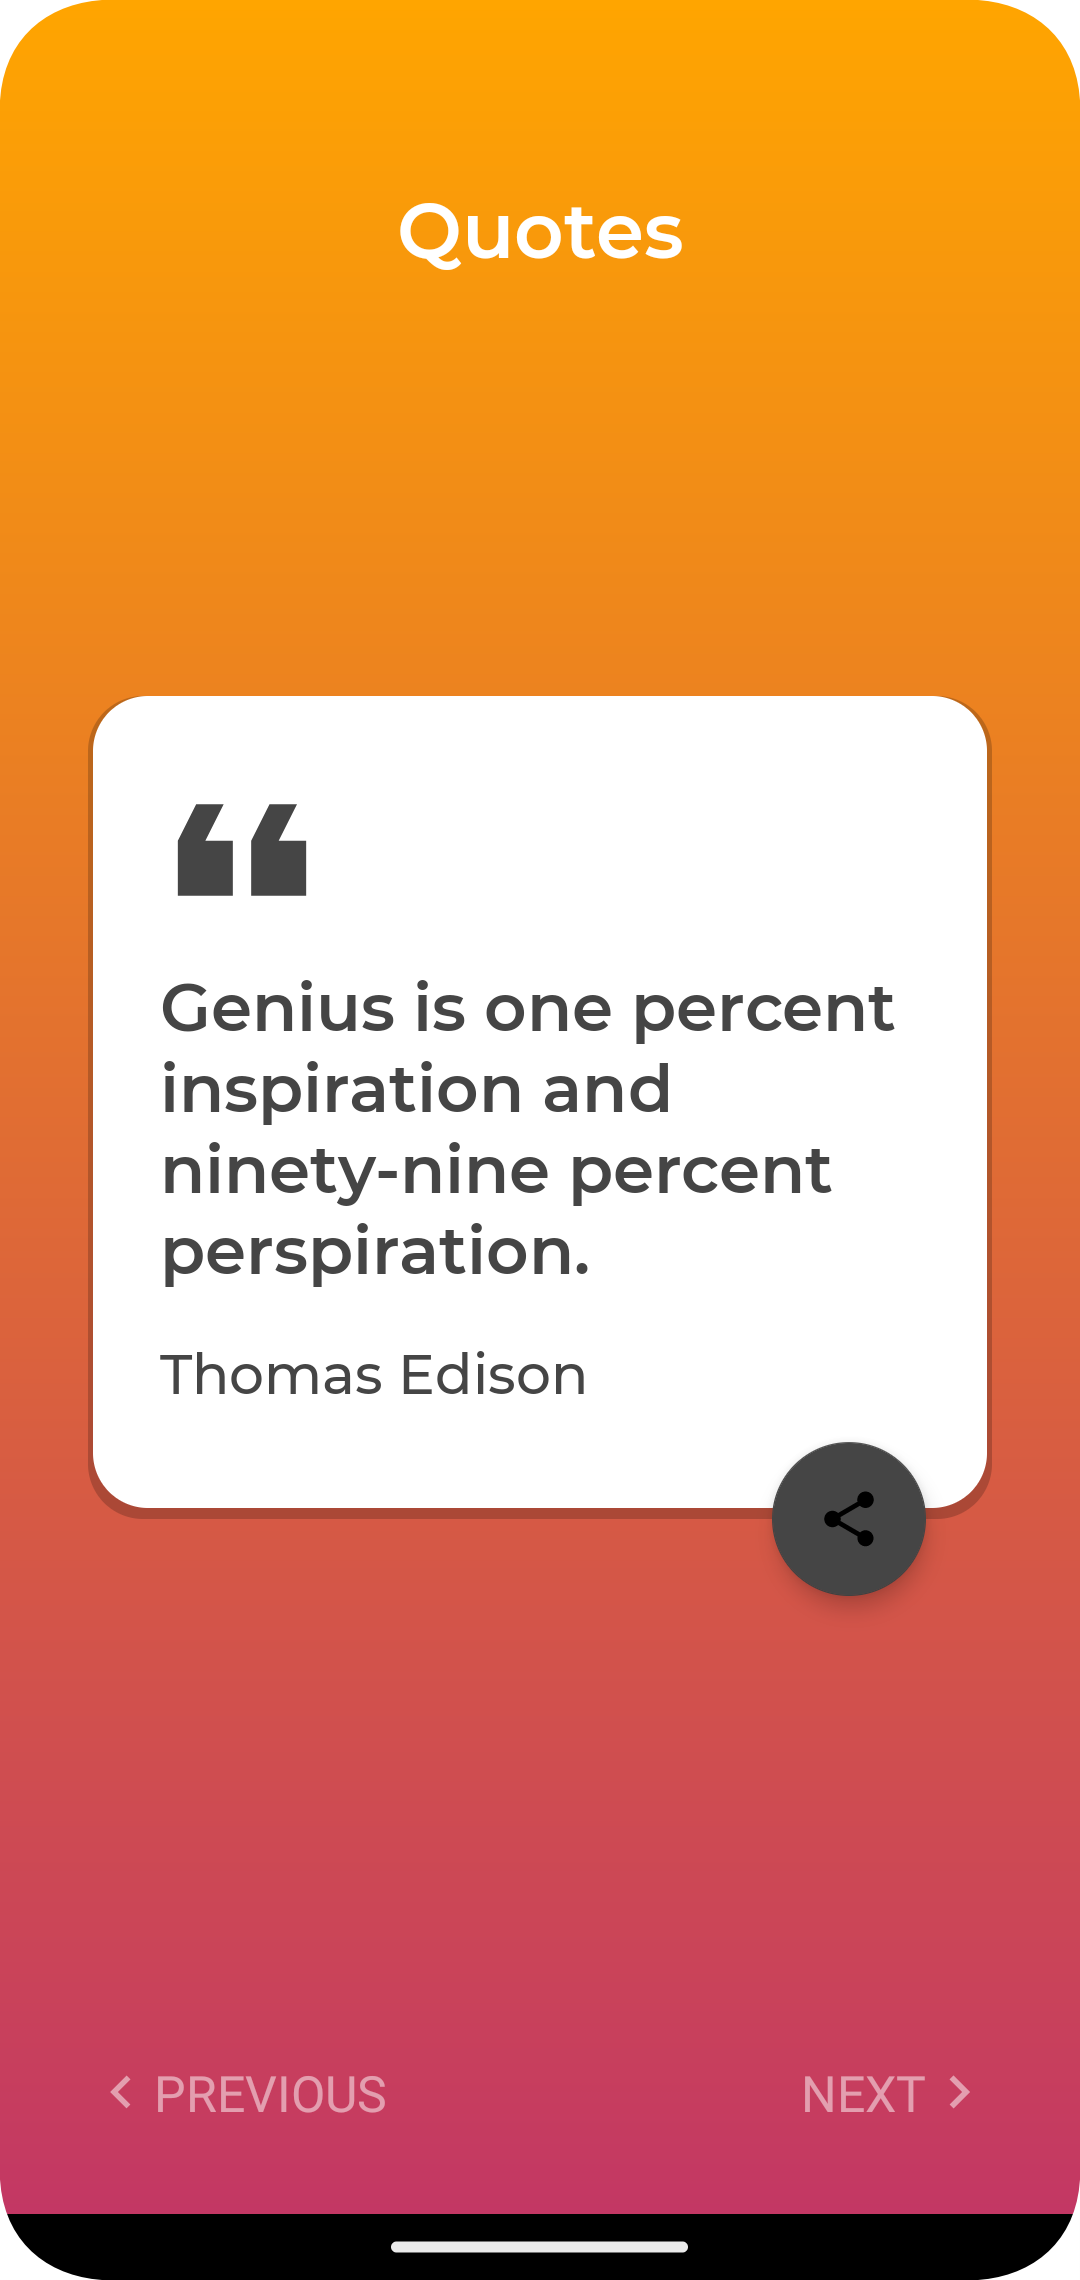 Quotes
Genius is one percent
inspiration and
ninety-nine percent
perspiration.
Thomas Edison
PREVIOUS
NEXT